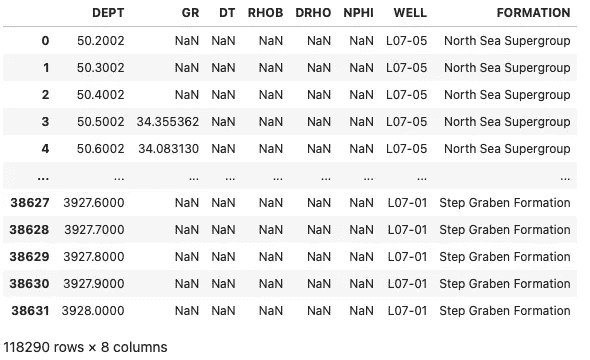 DEPT GR DT RHOB DRHO NPHI WELL FORMATION
0 50.2002 NaN NaN NaN NaN NaN L07-05 North Sea Supergroup
1 50.3002 NaN NaN NaN NaN NaN L07-05 North Sea Supergroup
2 50.4002 NaN NaN NaN NaN NaN L07-05 North Sea Supergroup
3 50.5002 34.355362 NaN NaN NaN NaN L07-05 North Sea Supergroup
4 50.6002 34.083130 NaN NaN NaN NaN L07-05 North Sea Supergroup
... ... ... ... ... ... ... ... ...
38627 3927.6000 NaN NaN NaN NaN NaN L07-01 Step Graben Formation
38628 3927.7000 NaN NaN NaN NaN NaN L07-01 Step Graben Formation
38629 3927.8000 NaN NaN NaN NaN NaN L07-01 Step Graben Formation
38630 3927.9000 NaN NaN NaN NaN NaN L07-01 Step Graben Formation
38631 3928.0000 NaN NaN NaN NaN NaN L07-01 Step Graben Formation
118290 rows × 8 columns